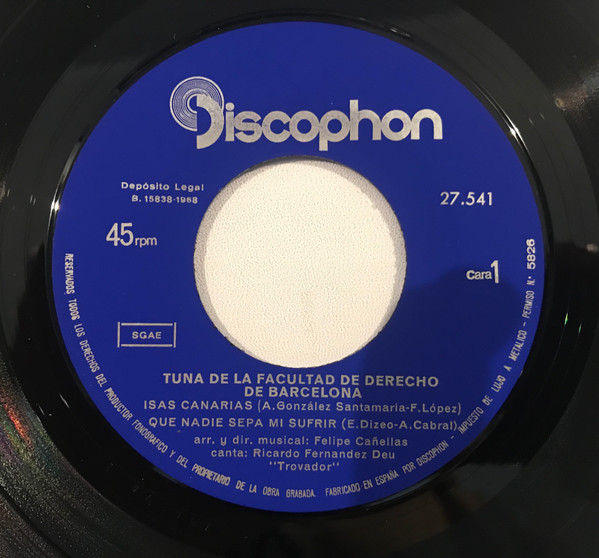 Discophon
Depósito Legal
B. 15838-1968
27.541
45 rpm
Cara 1
SGAE
TUNA DE LA FACULTAD DE DERECHO
DE BARCELONA
ISAS CANARIAS (A. González Santamaria-F. López)
QUE NADIE SEPA MI SUFRIR (E. Dizeo-A. Cabral)
arr. y dir. musical: Felipe Cañellas
canta: Ricardo Fernandez Deu
"Trovador"
RESERVADOS TODOS LOS DERECHOS DEL PRODUCTOR FONOGRAFICO Y DEL PROPIETARIO DE LA OBRA GRABADA. FABRICADO EN ESPAÑA POR DISCOPHON - IMPUESTO DE LUJO A METALICO - PERMISO N.º 5826